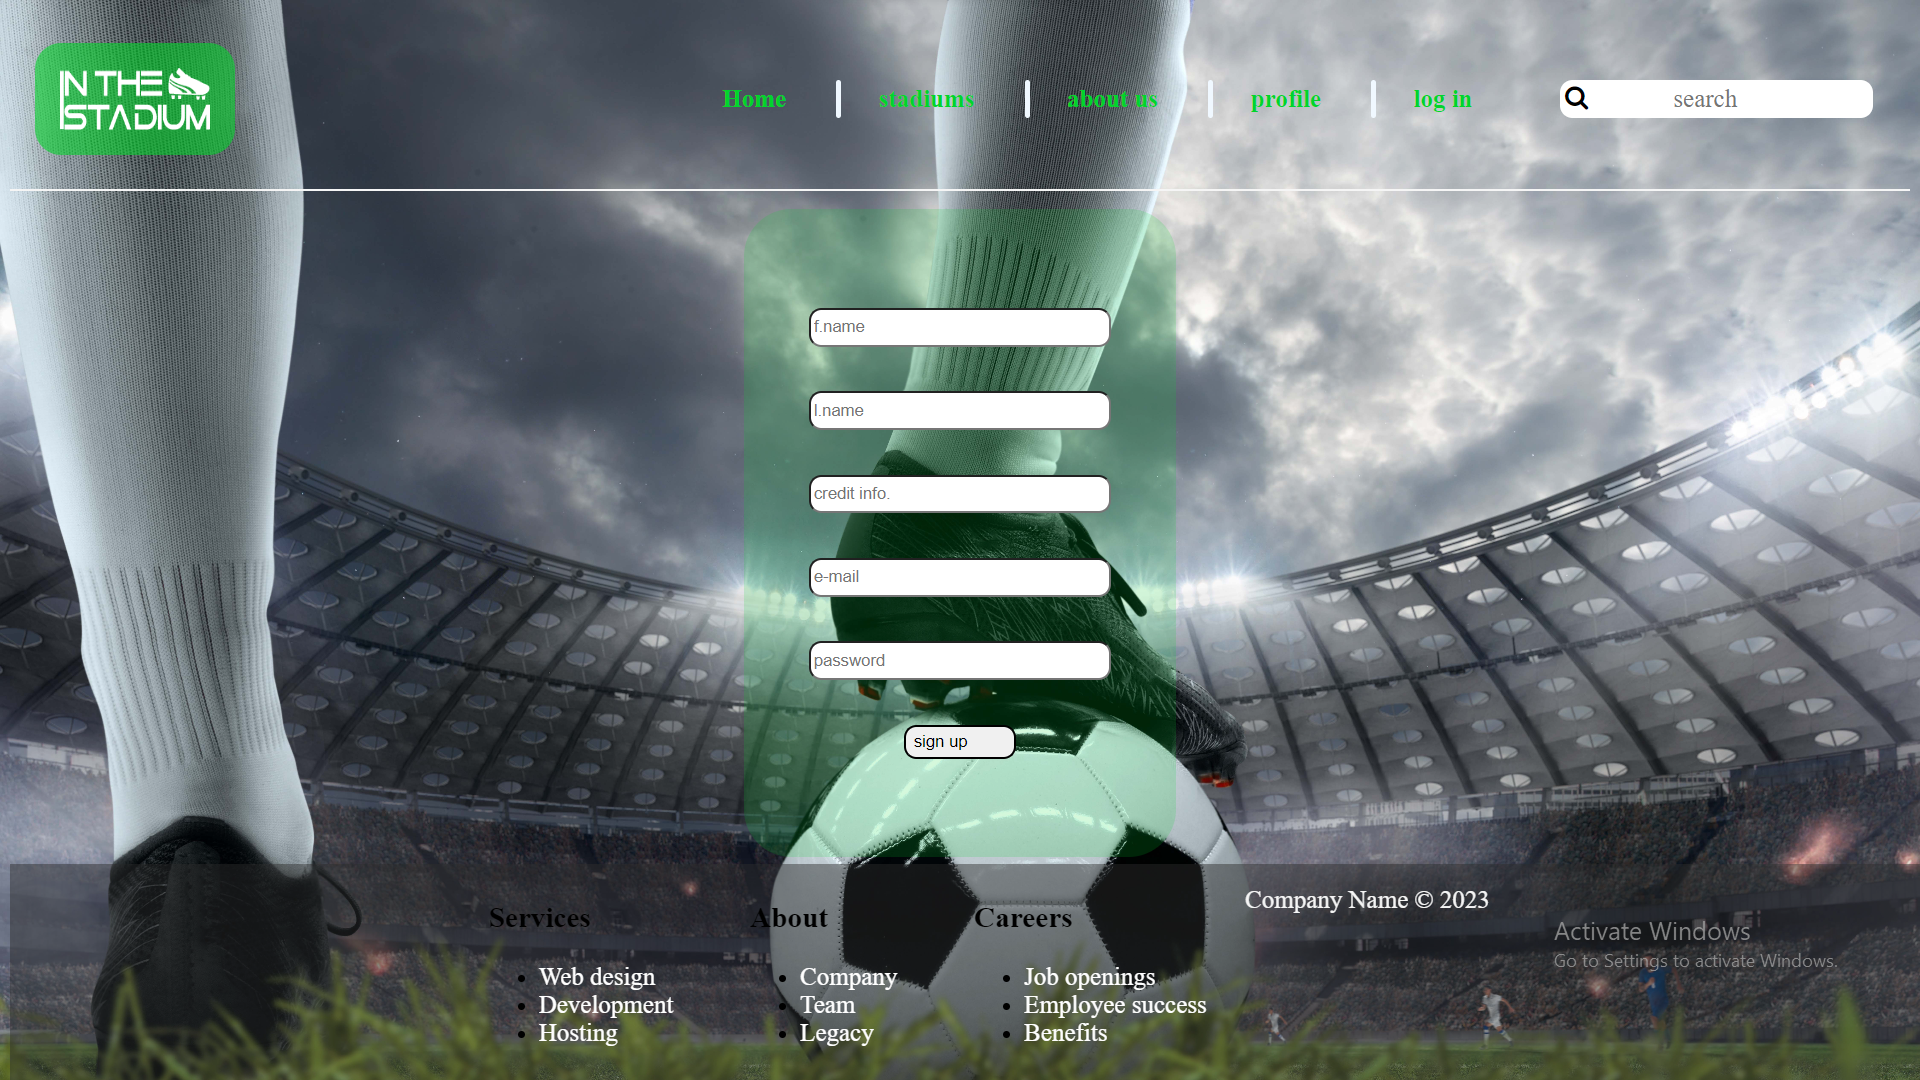 IN THE
STADIUM
Home
stadiums
about us
profile
log in
search
f.name
l.name
credit info.
e-mail
password
sign up
Services
Web design
Development
Hosting
About
Company
Team
Legacy
Careers
Job openings
Employee success
Benefits
Company Name © 2023
Activate Windows
Go to Settings to activate Windows.